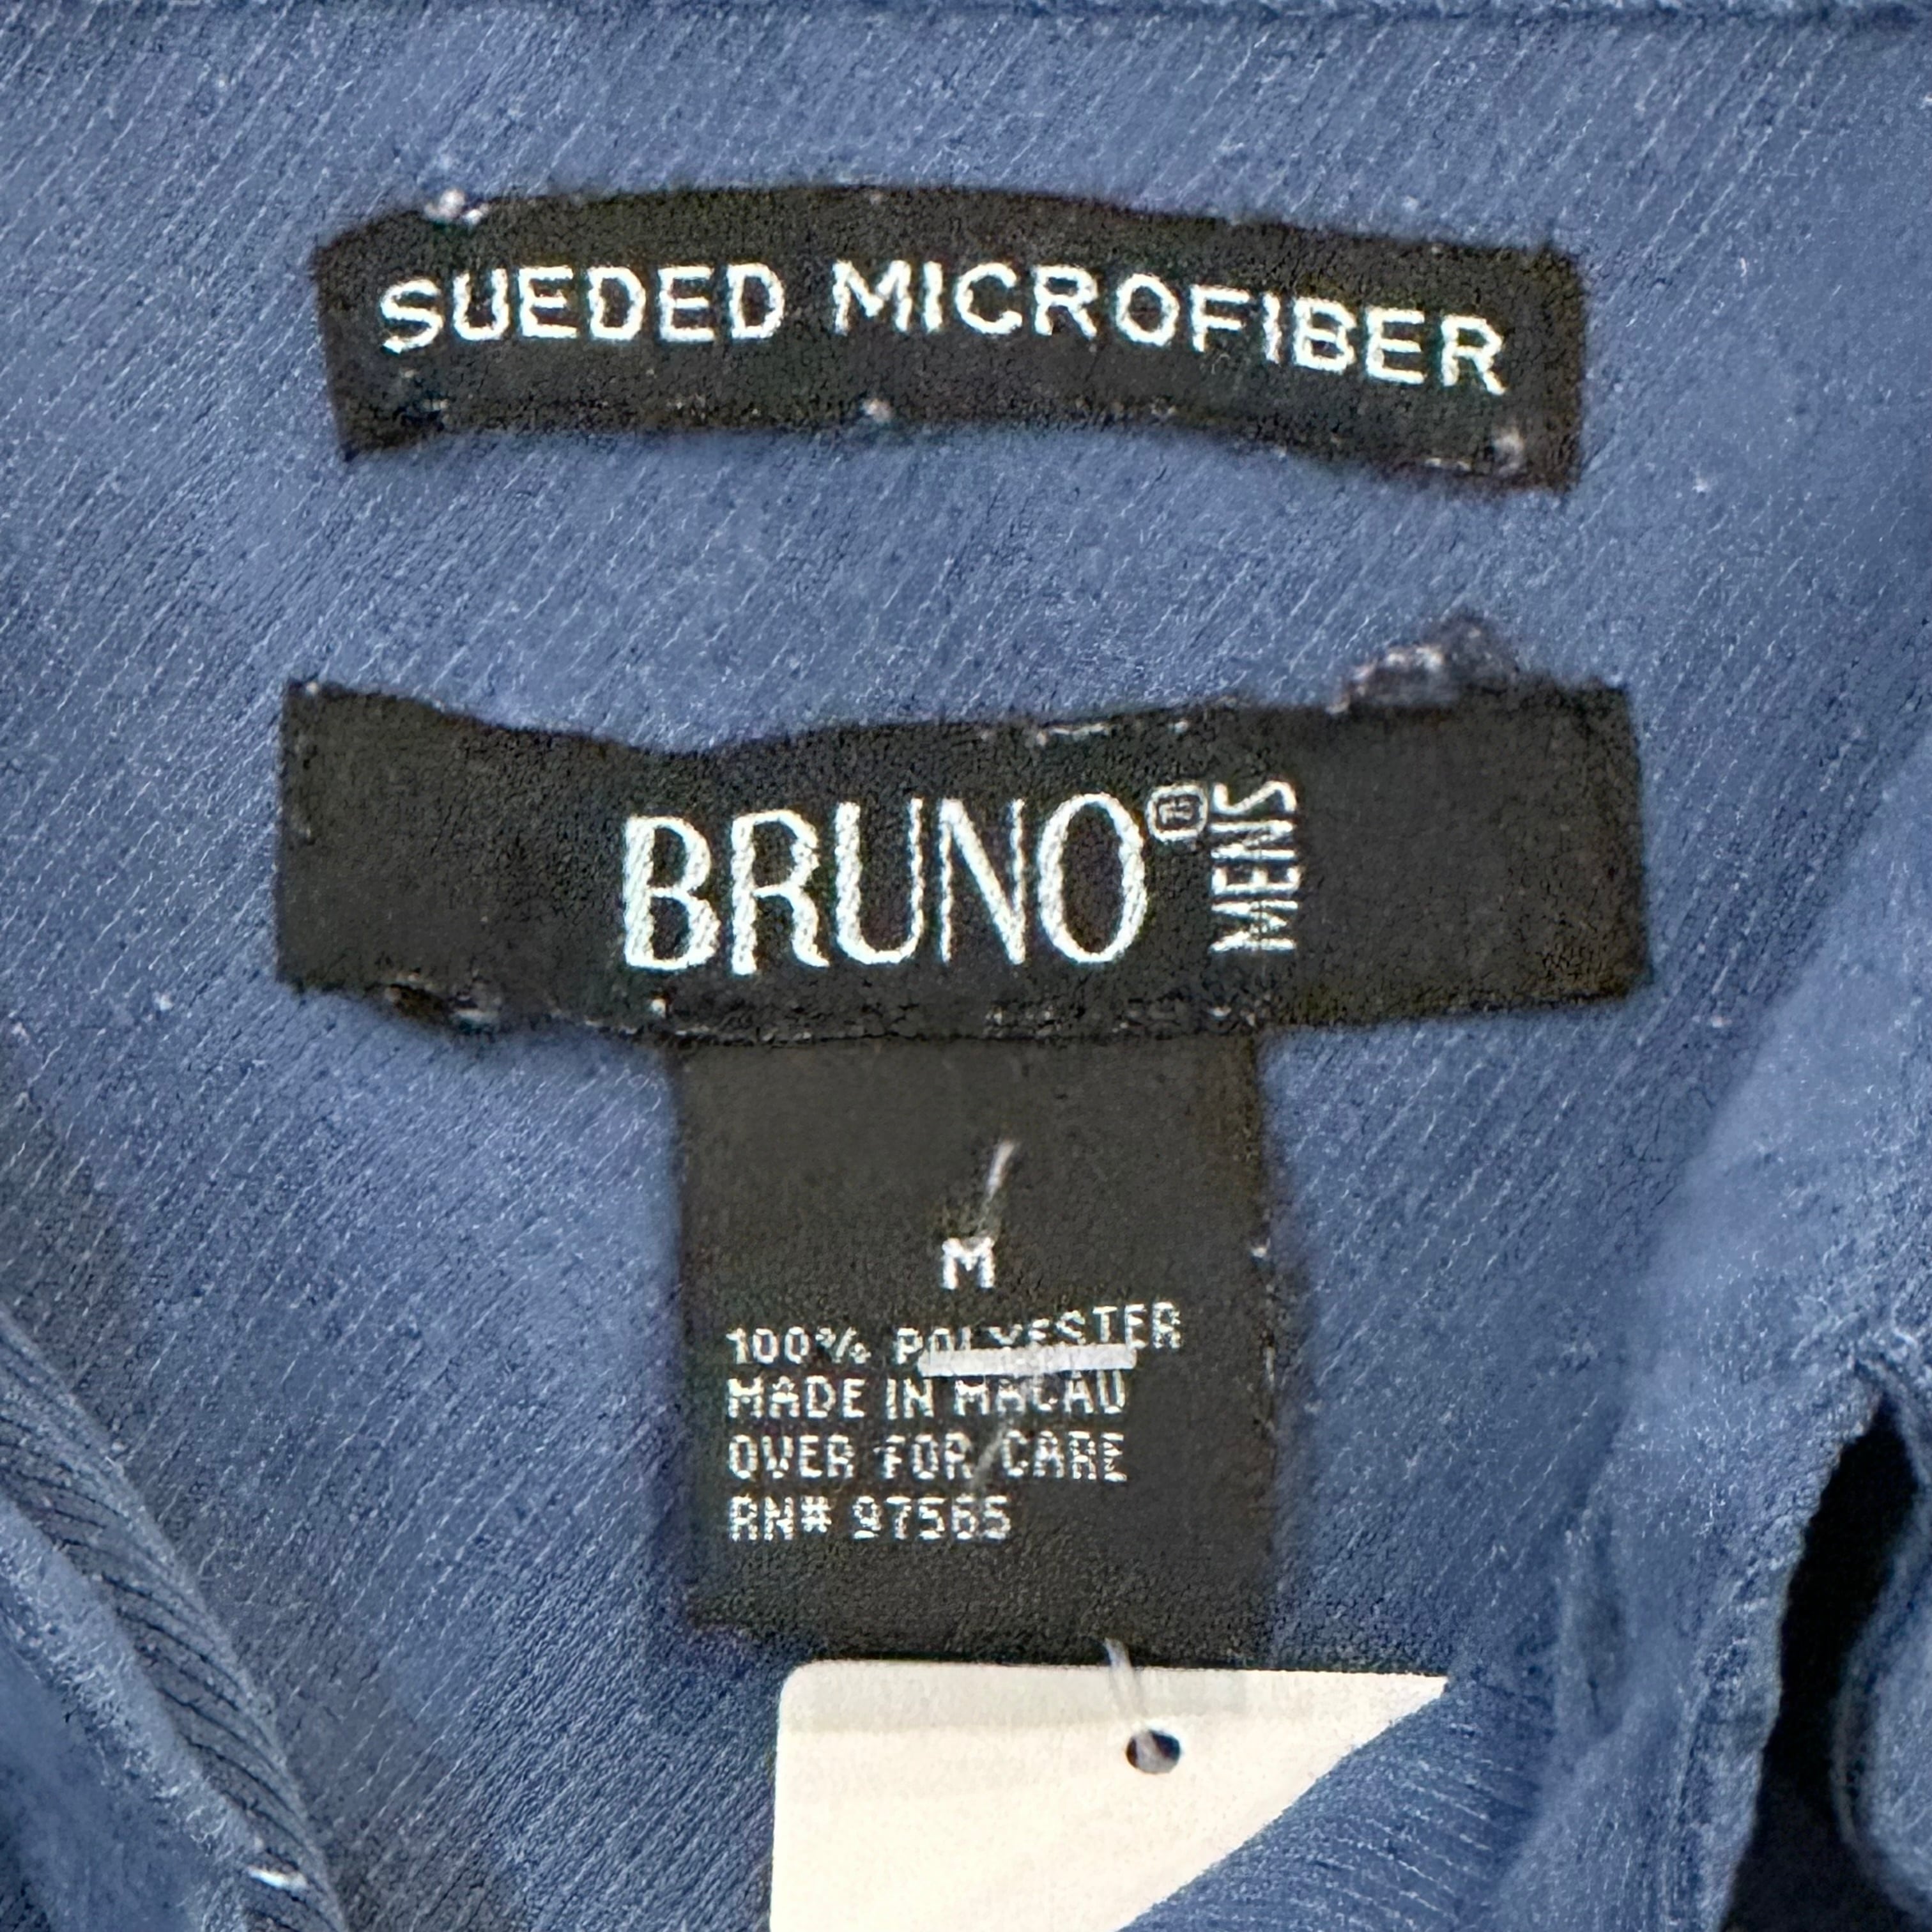 SUEDED MICROFIBER
BRUNO® MENS
M
100% POLYESTER
MADE IN MACAU
OVER FOR CARE
RN# 97565